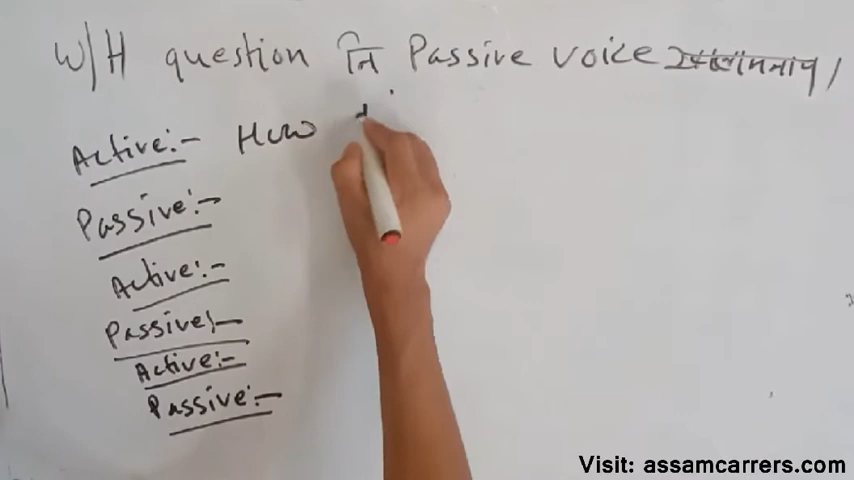 W/H question Passive voice
Active:- How
Passive:-
Active:-
Passive:-
Active:-
Passive:-
Visit: assamcarrers.com